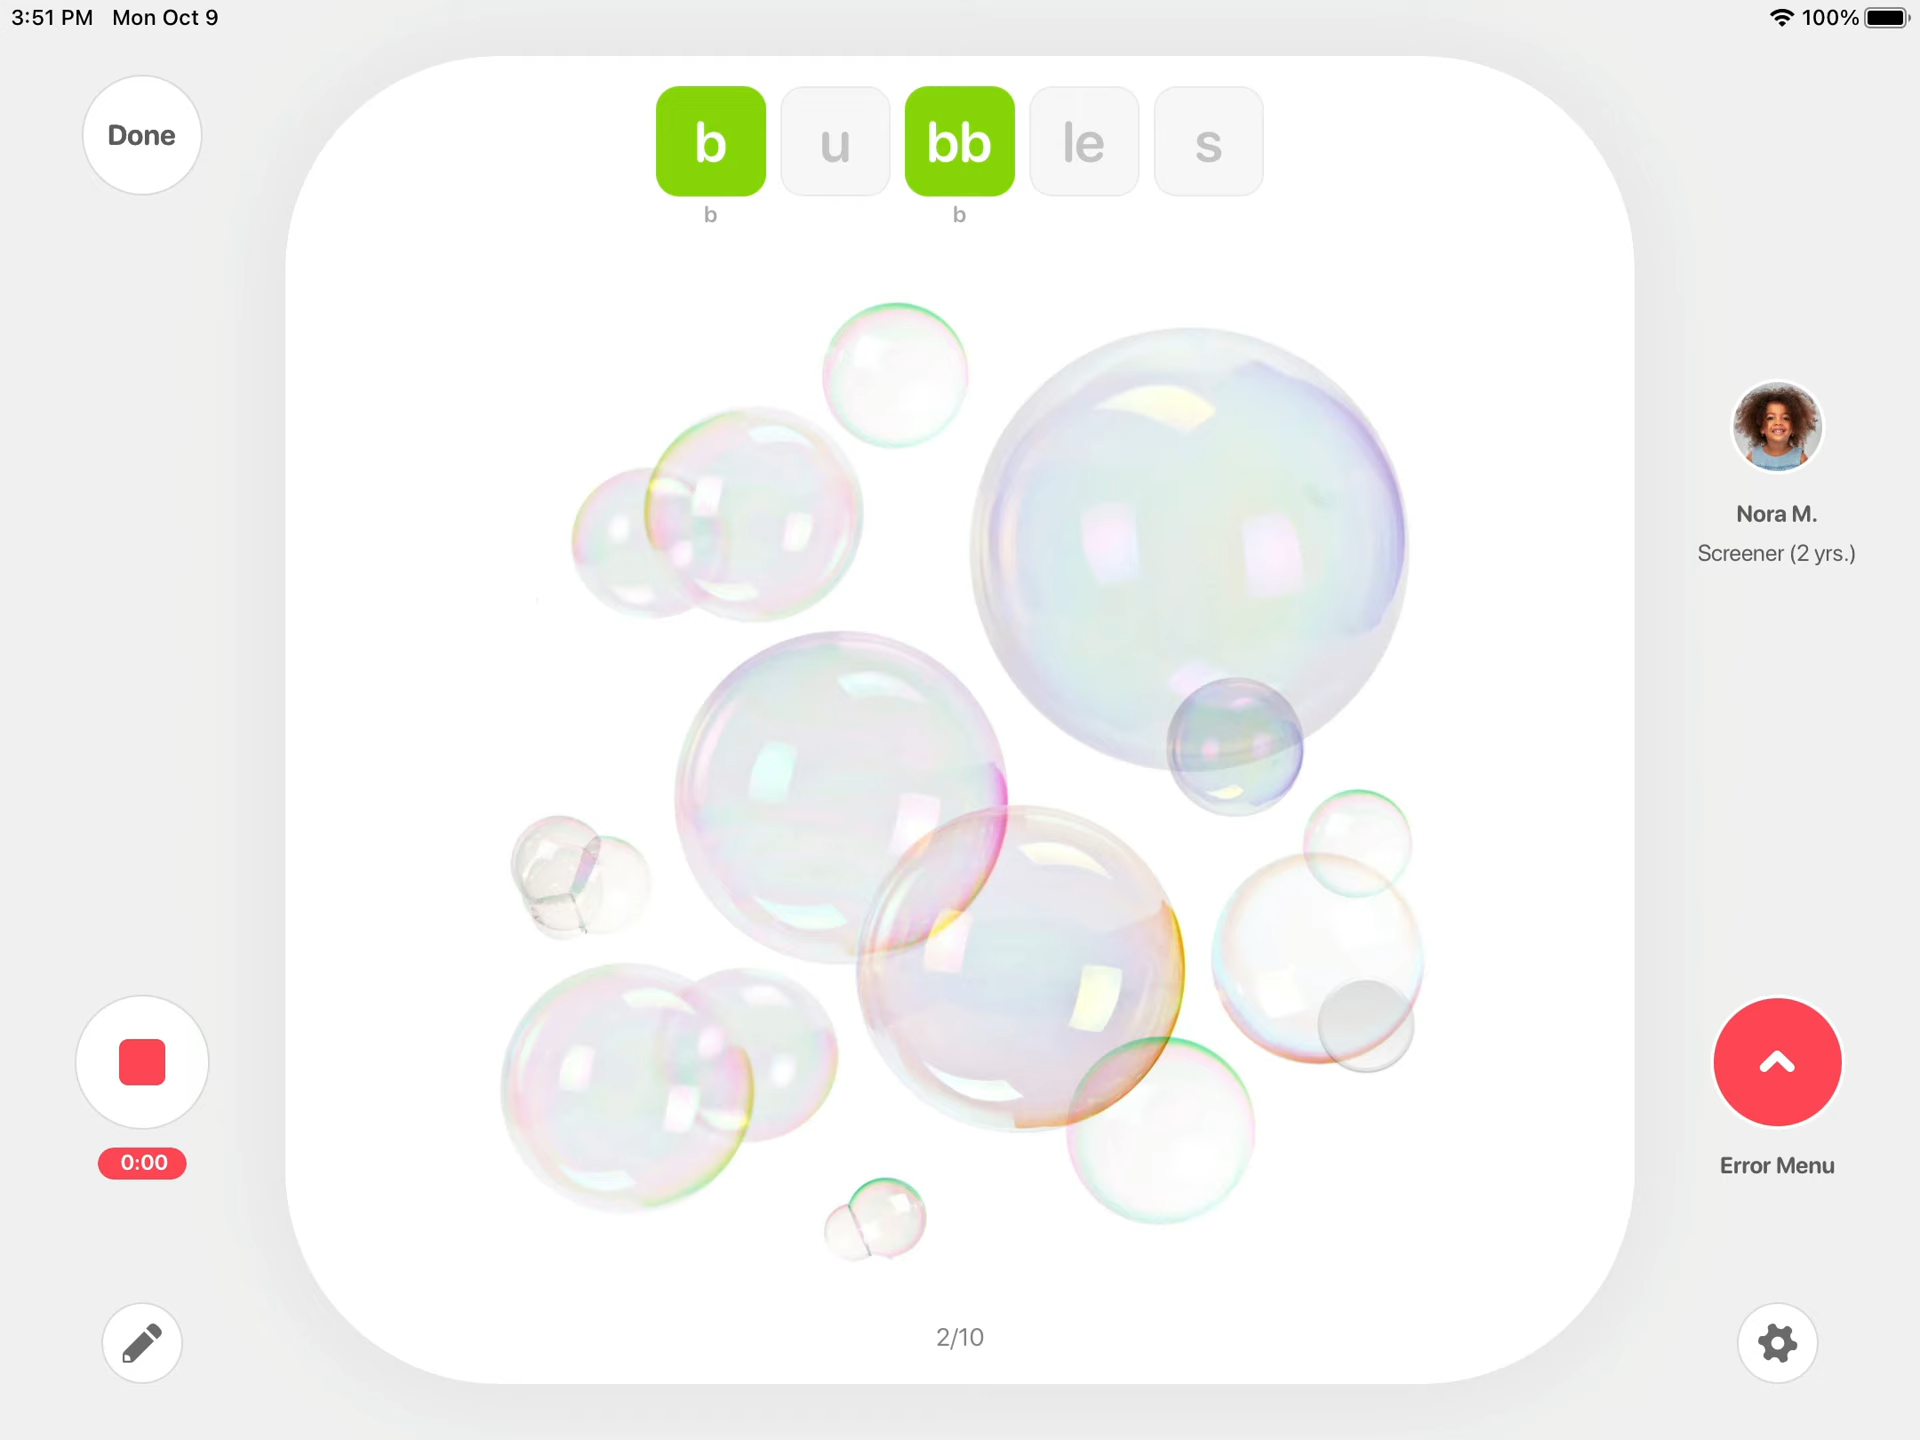 3:51 PM Mon Oct 9
100%
Done
b u bb le s
b b
Nora M.
Screener (2 yrs.)
0:00
Error Menu
2/10